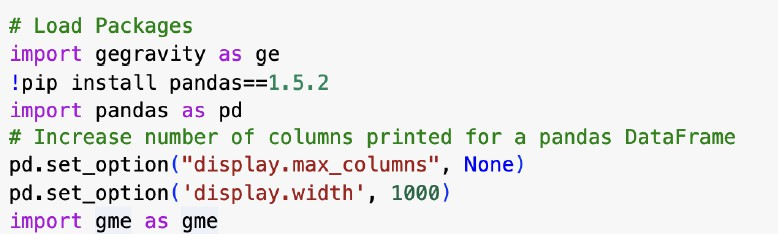 # Load Packages
import gegravity as ge
!pip install pandas==1.5.2
import pandas as pd
# Increase number of columns printed for a pandas DataFrame
pd.set_option("display.max_columns", None)
pd.set_option('display.width', 1000)
import gme as gme